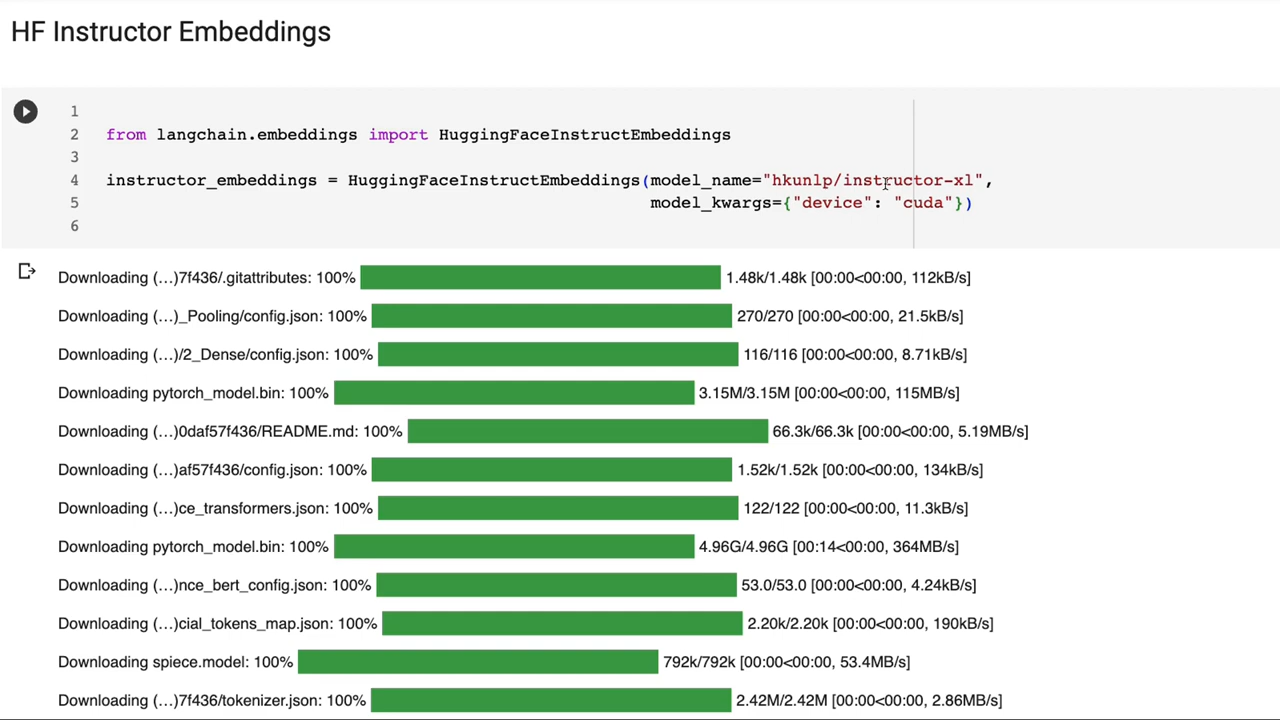 HF Instructor Embeddings
1
2 from langchain.embeddings import HuggingFaceInstructEmbeddings
3
4 instructor_embeddings = HuggingFaceInstructEmbeddings(model_name="hkunlp/instructor-xl",
5 model_kwargs={"device": "cuda"})
6
Downloading (…)7f436/.gitattributes: 100% 1.48k/1.48k [00:00<00:00, 112kB/s]
Downloading (…)_Pooling/config.json: 100% 270/270 [00:00<00:00, 21.5kB/s]
Downloading (…)/2_Dense/config.json: 100% 116/116 [00:00<00:00, 8.71kB/s]
Downloading pytorch_model.bin: 100% 3.15M/3.15M [00:00<00:00, 115MB/s]
Downloading (…)0daf57f436/README.md: 100% 66.3k/66.3k [00:00<00:00, 5.19MB/s]
Downloading (…)af57f436/config.json: 100% 1.52k/1.52k [00:00<00:00, 134kB/s]
Downloading (…)ce_transformers.json: 100% 122/122 [00:00<00:00, 11.3kB/s]
Downloading pytorch_model.bin: 100% 4.96G/4.96G [00:14<00:00, 364MB/s]
Downloading (…)nce_bert_config.json: 100% 53.0/53.0 [00:00<00:00, 4.24kB/s]
Downloading (…)cial_tokens_map.json: 100% 2.20k/2.20k [00:00<00:00, 190kB/s]
Downloading spiece.model: 100% 792k/792k [00:00<00:00, 53.4MB/s]
Downloading (…)7f436/tokenizer.json: 100% 2.42M/2.42M [00:00<00:00, 2.86MB/s]